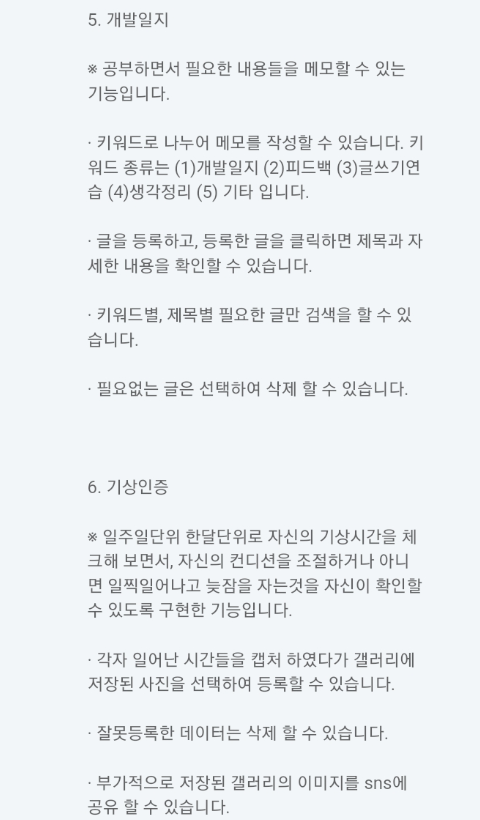 5. 개발일지
※ 공부하면서 필요한 내용들을 메모할 수 있는
기능입니다.
· 키워드로 나누어 메모를 작성할 수 있습니다. 키
워드 종류는 (1)개발일지 (2)피드백 (3)글쓰기연
습 (4)생각정리 (5) 기타 입니다.
· 글을 등록하고, 등록한 글을 클릭하면 제목과 자
세한 내용을 확인할 수 있습니다.
· 키워드별, 제목별 필요한 글만 검색을 할 수 있
습니다.
· 필요없는 글은 선택하여 삭제 할 수 있습니다.
6. 기상인증
※ 일주일단위 한달단위로 자신의 기상시간을 체
크해 보면서, 자신의 컨디션을 조절하거나 아니
면 일찍일어나고 늦잠을 자는것을 자신이 확인할
수 있도록 구현한 기능입니다.
· 각자 일어난 시간들을 캡처 하였다가 갤러리에
저장된 사진을 선택하여 등록할 수 있습니다.
· 잘못등록한 데이터는 삭제 할 수 있습니다.
· 부가적으로 저장된 갤러리의 이미지를 sns에
공유 할 수 있습니다.